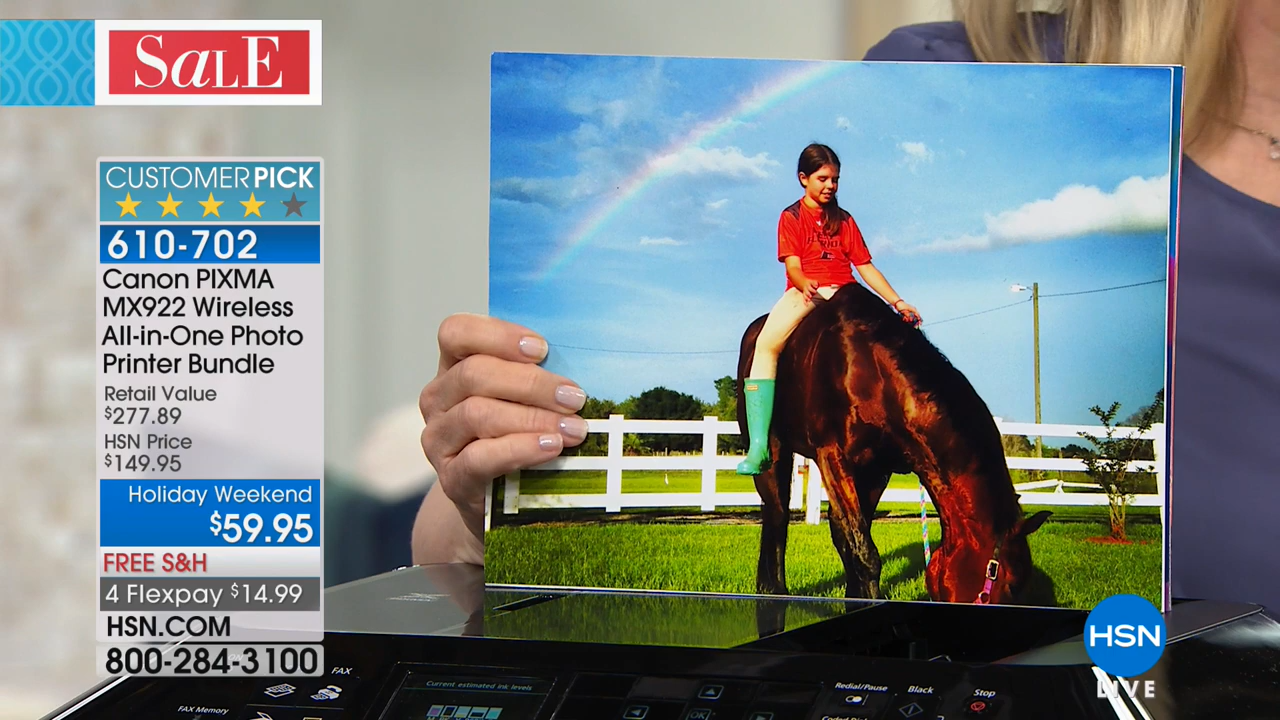 SALE
CUSTOMER PICK
610-702
Canon PIXMA
MX922 Wireless
All-in-One Photo
Printer Bundle
Retail Value
$277.89
HSN Price
$149.95
Holiday Weekend
$59.95
FREE S&H
4 Flexpay $14.99
HSN.COM
800-284-3100
FAX
FAX Memory
Current estimated ink levels
OK
Redial/Pause
Black
Stop
HSN
LIVE